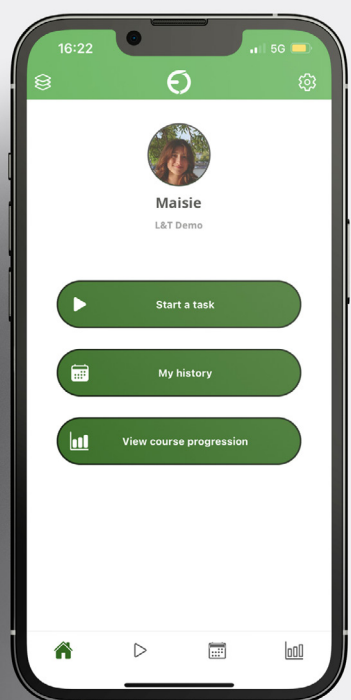 16:22
5G
Maisie
L&T Demo
Start a task
My history
View course progression